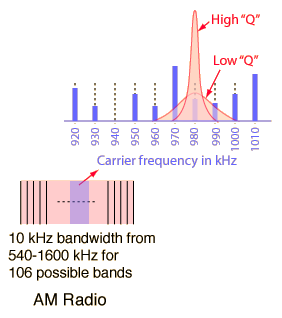 High “Q”
Low “Q”
920 930 940 950 960 970 980 990 1000 1010
Carrier frequency in kHz
10 kHz bandwidth from
540-1600 kHz for
106 possible bands
AM Radio